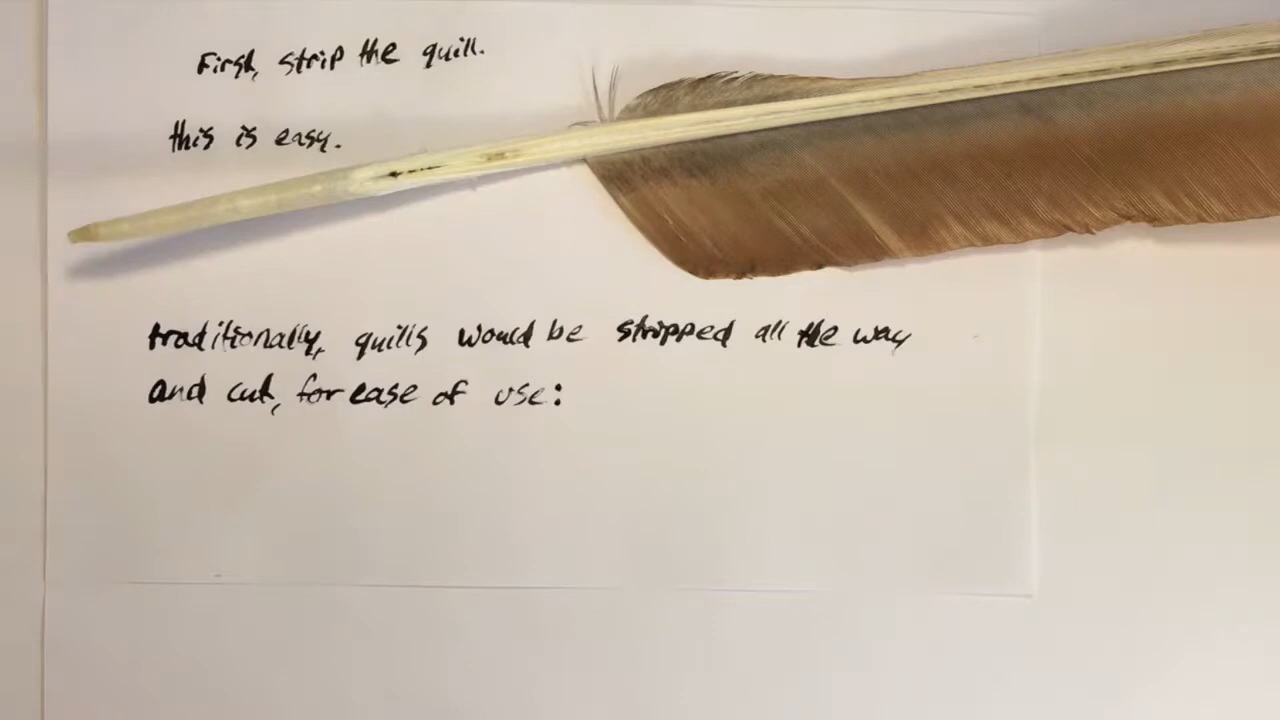 First, strip the quill.
this is easy.
traditionally, quills would be stripped all the way
and cut, for ease of use: